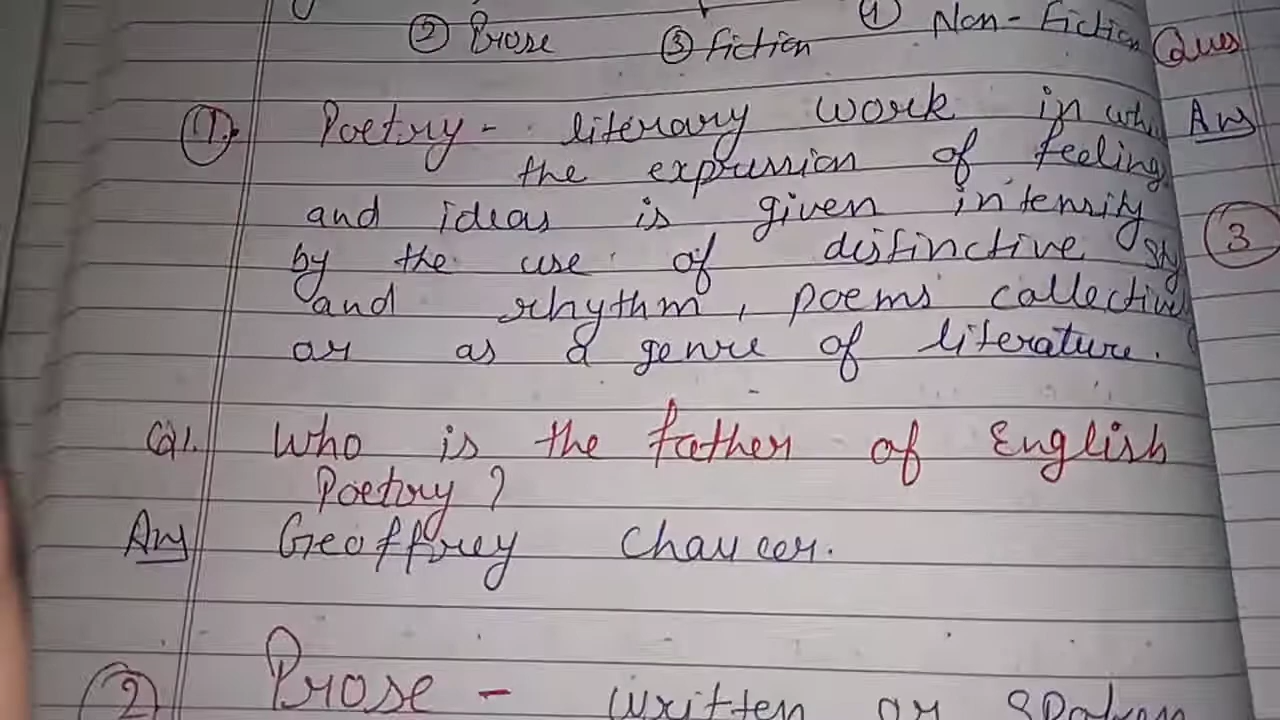 ② Prose ③ fiction ④ Non-Fiction
① Poetry - literary work in
the expression of feeling
and ideas is given intensity
by the use of distinctive
and rhythm, poems collective
or as a genre of literature.
Q1. Who is the father of English
Poetry?
Ans Geoffrey Chaucer.
② Prose - written or spoken
Ques
Ans
③